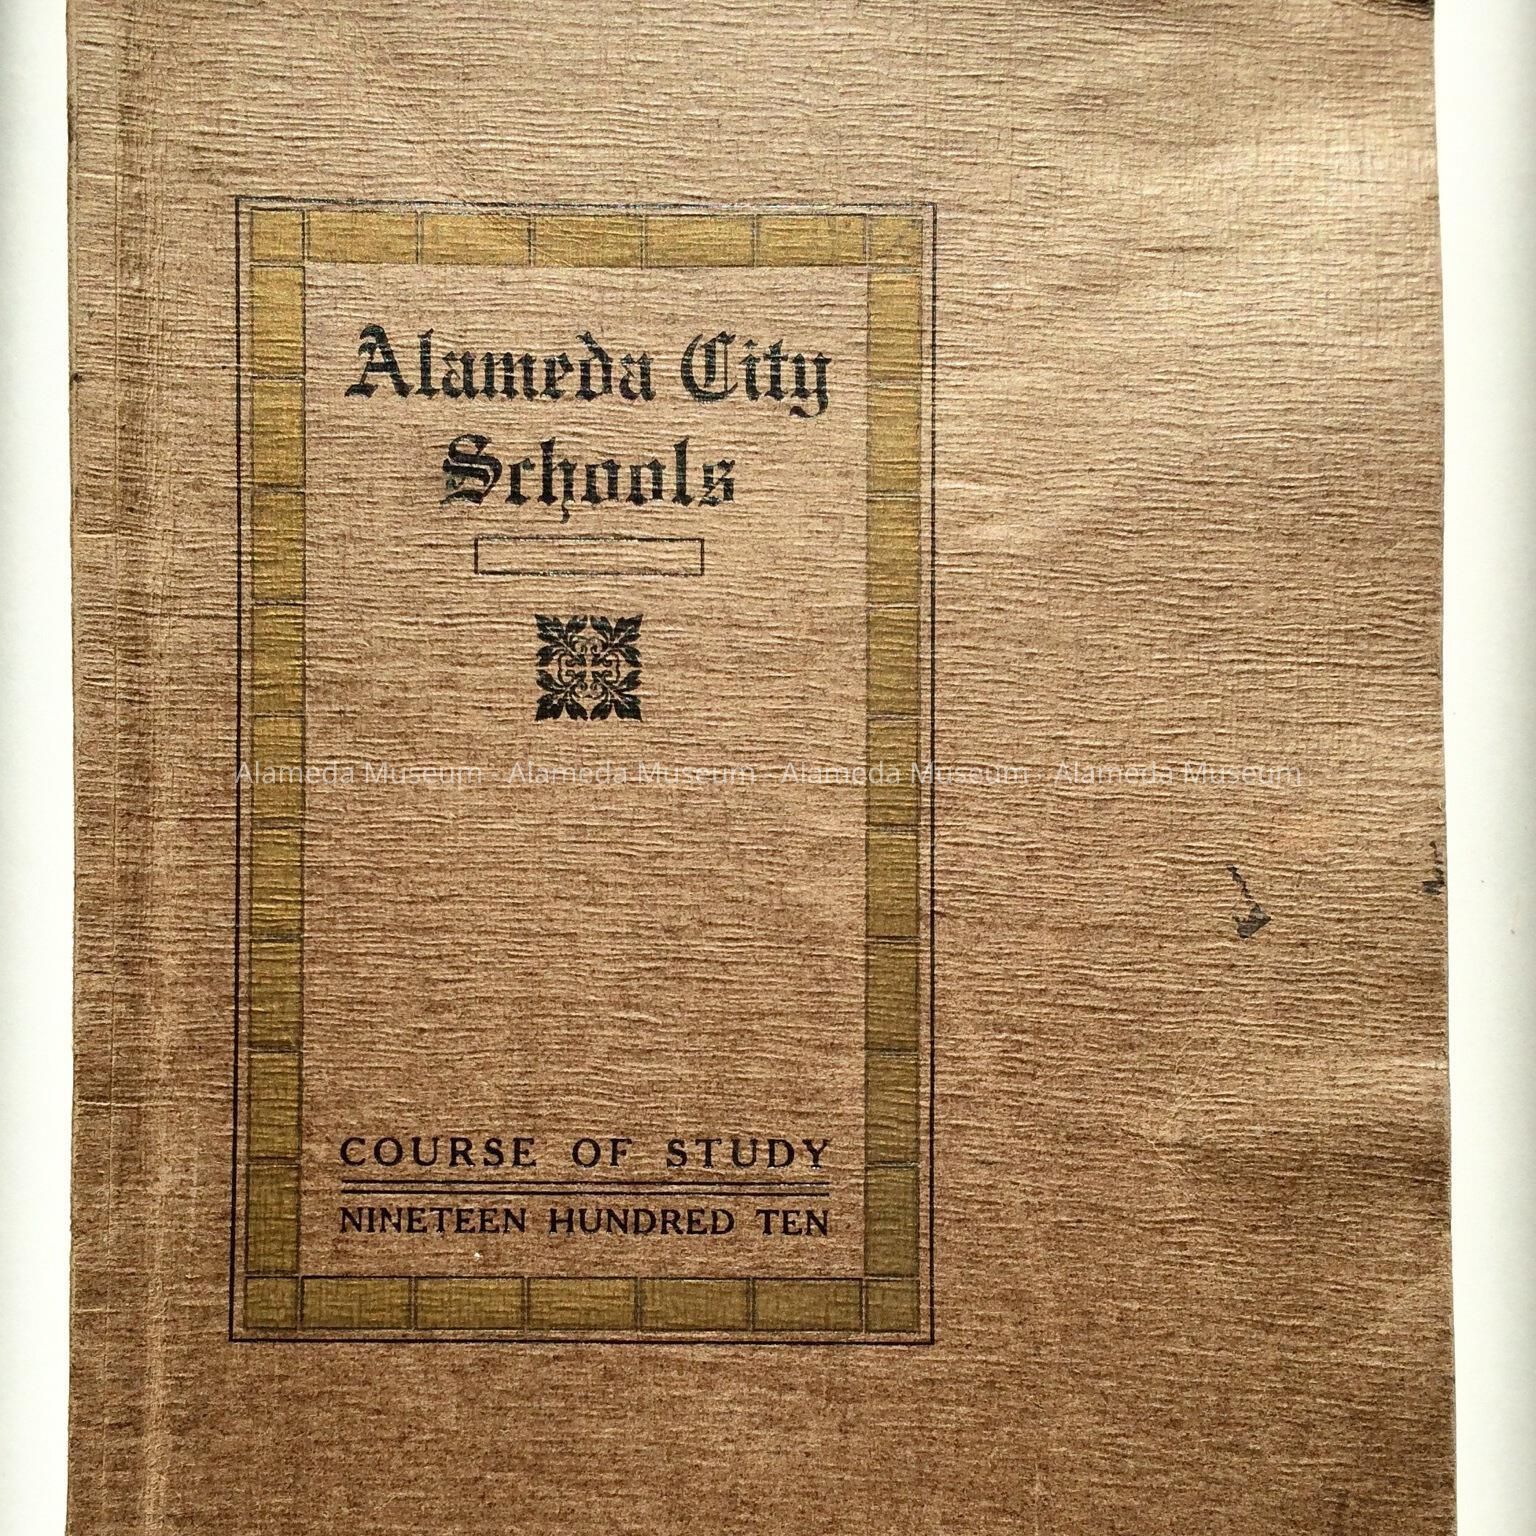 Alameda City
Schools
Alameda Museum - Alameda Museum - Alameda Museum - Alameda Museum
COURSE OF STUDY
NINETEEN HUNDRED TEN